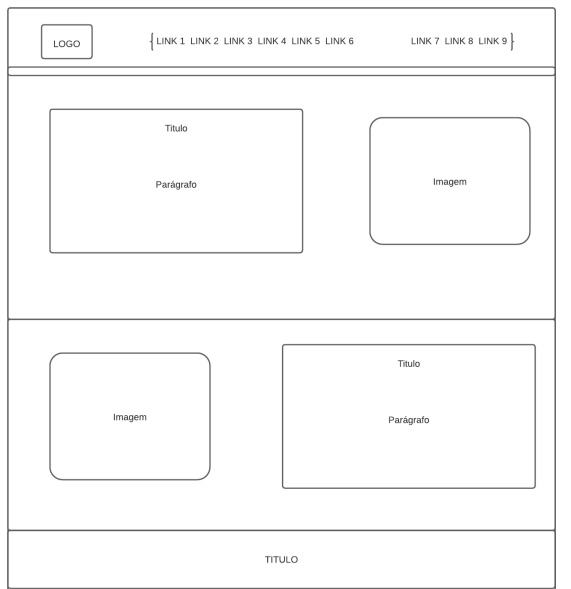 LOGO
{ LINK 1 LINK 2 LINK 3 LINK 4 LINK 5 LINK 6 LINK 7 LINK 8 LINK 9 }
Titulo
Parágrafo
Imagem
Imagem
Titulo
Parágrafo
TITULO